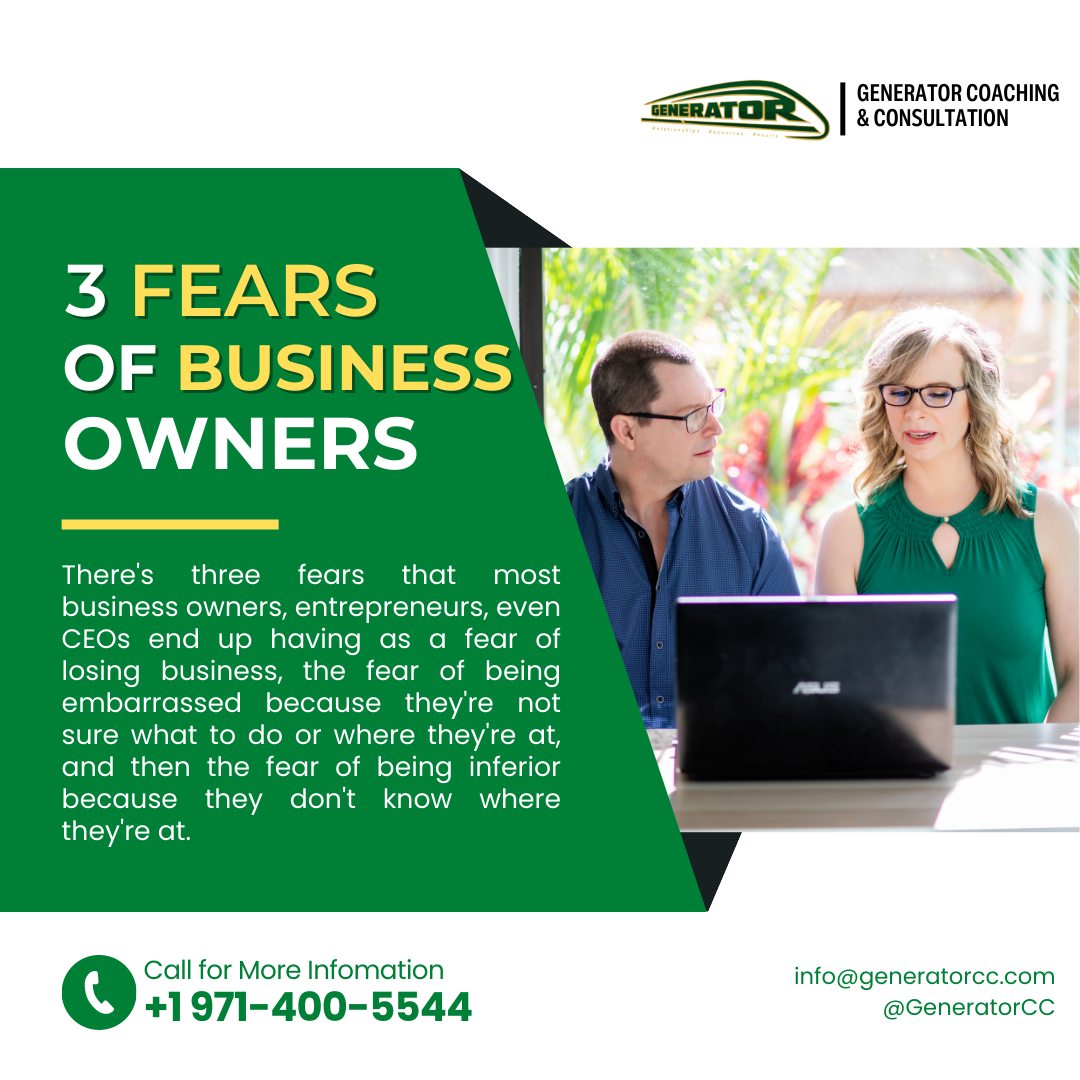 GENERATOR
Relationships Resources Results
GENERATOR COACHING
& CONSULTATION
3 FEARS
OF BUSINESS
OWNERS
There's three fears that most
business owners, entrepreneurs, even
CEOs end up having as a fear of
losing business, the fear of being
embarrassed because they're not
sure what to do or where they're at,
and then the fear of being inferior
because they don't know where
they're at.
ASUS
Call for More Infomation
+1 971-400-5544
info@generatorcc.com
@GeneratorCC